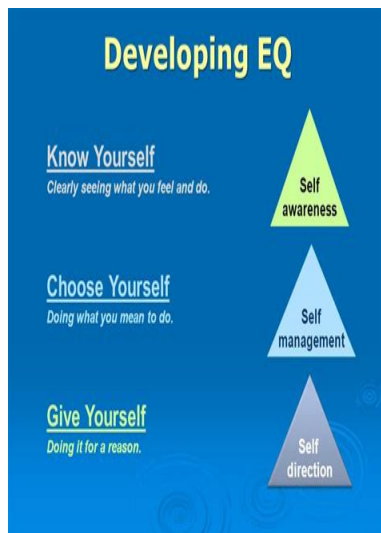 Developing EQ
Know Yourself
Clearly seeing what you feel and do.
Self
awareness
Choose Yourself
Doing what you mean to do.
Self
management
Give Yourself
Doing it for a reason.
Self
direction